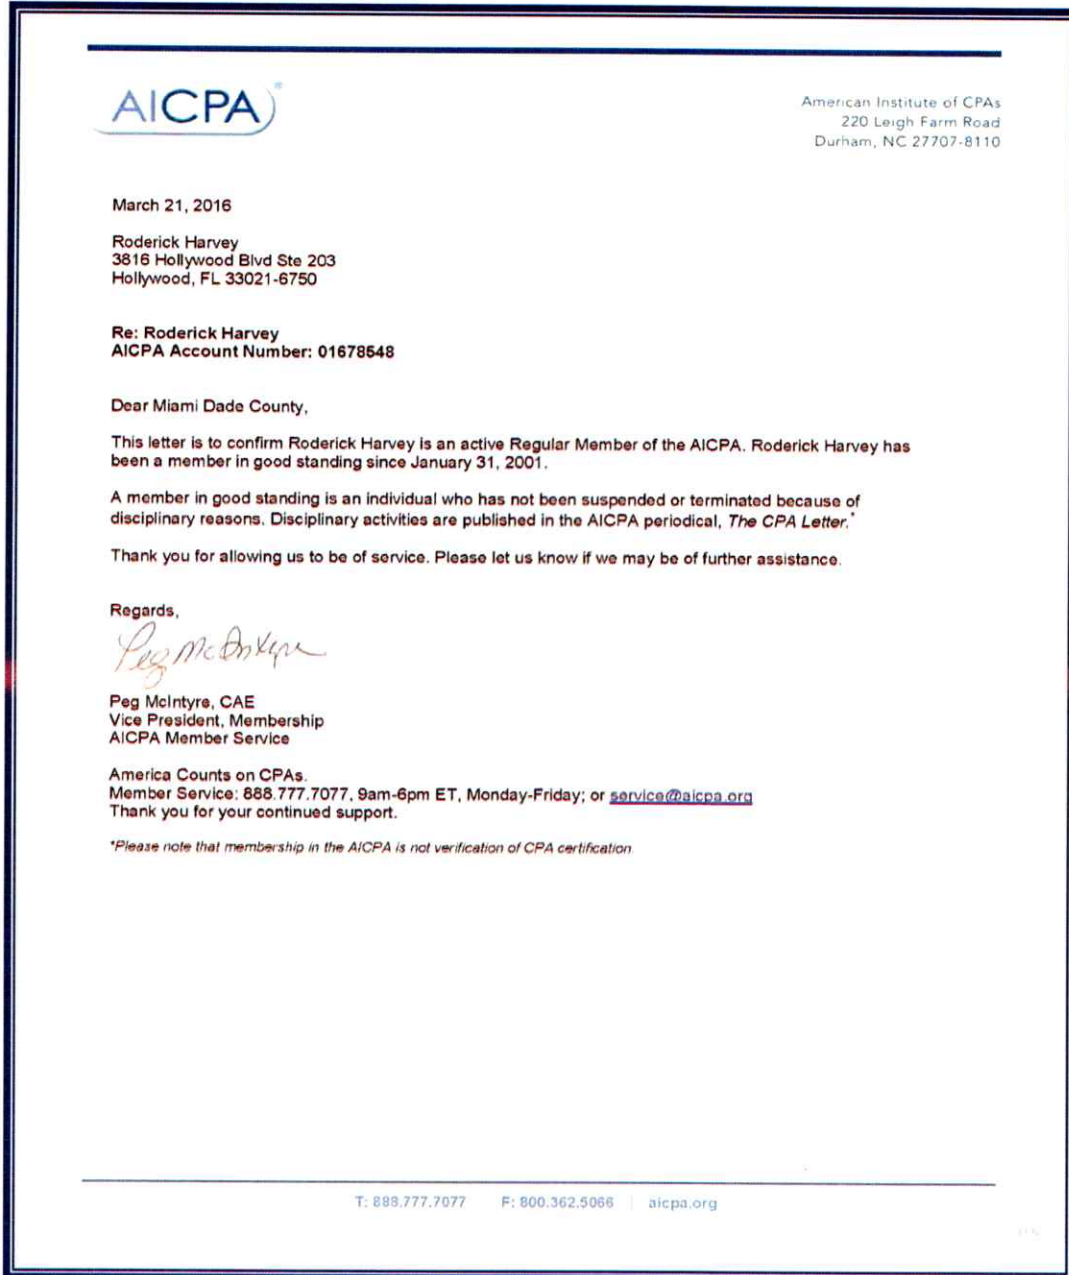 AICPA®
American Institute of CPAs
220 Leigh Farm Road
Durham, NC 27707-8110
March 21, 2016
Roderick Harvey
3816 Hollywood Blvd Ste 203
Hollywood, FL 33021-6750
Re: Roderick Harvey
AICPA Account Number: 01678548
Dear Miami Dade County,
This letter is to confirm Roderick Harvey is an active Regular Member of the AICPA. Roderick Harvey has
been a member in good standing since January 31, 2001.
A member in good standing is an individual who has not been suspended or terminated because of
disciplinary reasons. Disciplinary activities are published in the AICPA periodical, The CPA Letter.*
Thank you for allowing us to be of service. Please let us know if we may be of further assistance.
Regards,
Peg McIntyre
Peg McIntyre, CAE
Vice President, Membership
AICPA Member Service
America Counts on CPAs.
Member Service: 888.777.7077, 9am-6pm ET, Monday-Friday; or service@aicpa.org
Thank you for your continued support.
*Please note that membership in the AICPA is not verification of CPA certification.
T: 888.777.7077 F: 800.362.5066 | aicpa.org